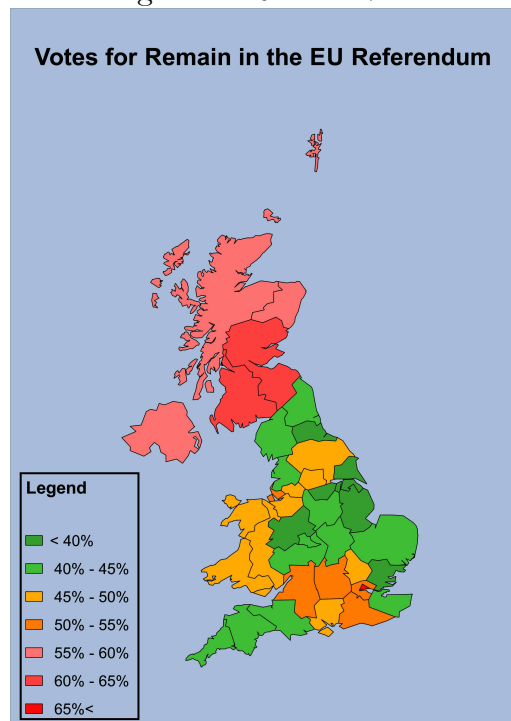 Votes for Remain in the EU Referendum
Legend
< 40%
40% - 45%
45% - 50%
50% - 55%
55% - 60%
60% - 65%
65%<